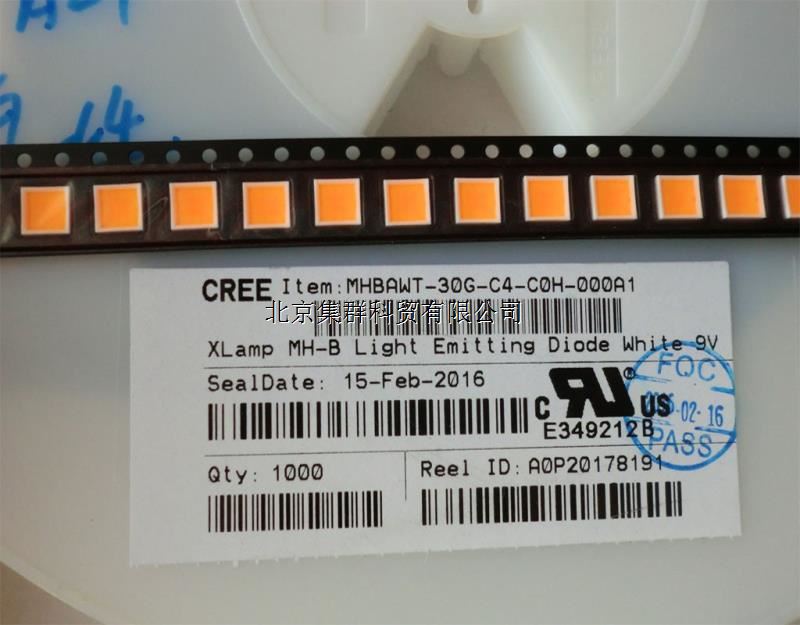 CREE Item:MHBAWT-30G-C4-C0H-000A1
北京集群科贸有限公司
XLamp MH-B Light Emitting Diode White 9V
SealDate: 15-Feb-2016
C RU ® US
E349212B
FQC
02-16
PASS
Qty: 1000
Reel ID: A0P20178191